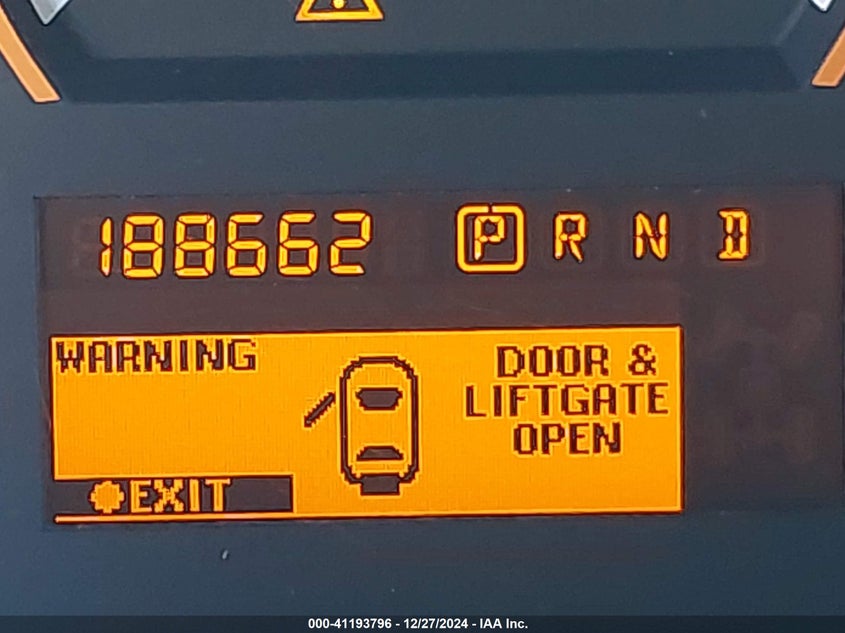 188662 P R N D
WARNING
DOOR &
LIFTGATE
OPEN
EXIT
000-41193796 - 12/27/2024 - IAA Inc.